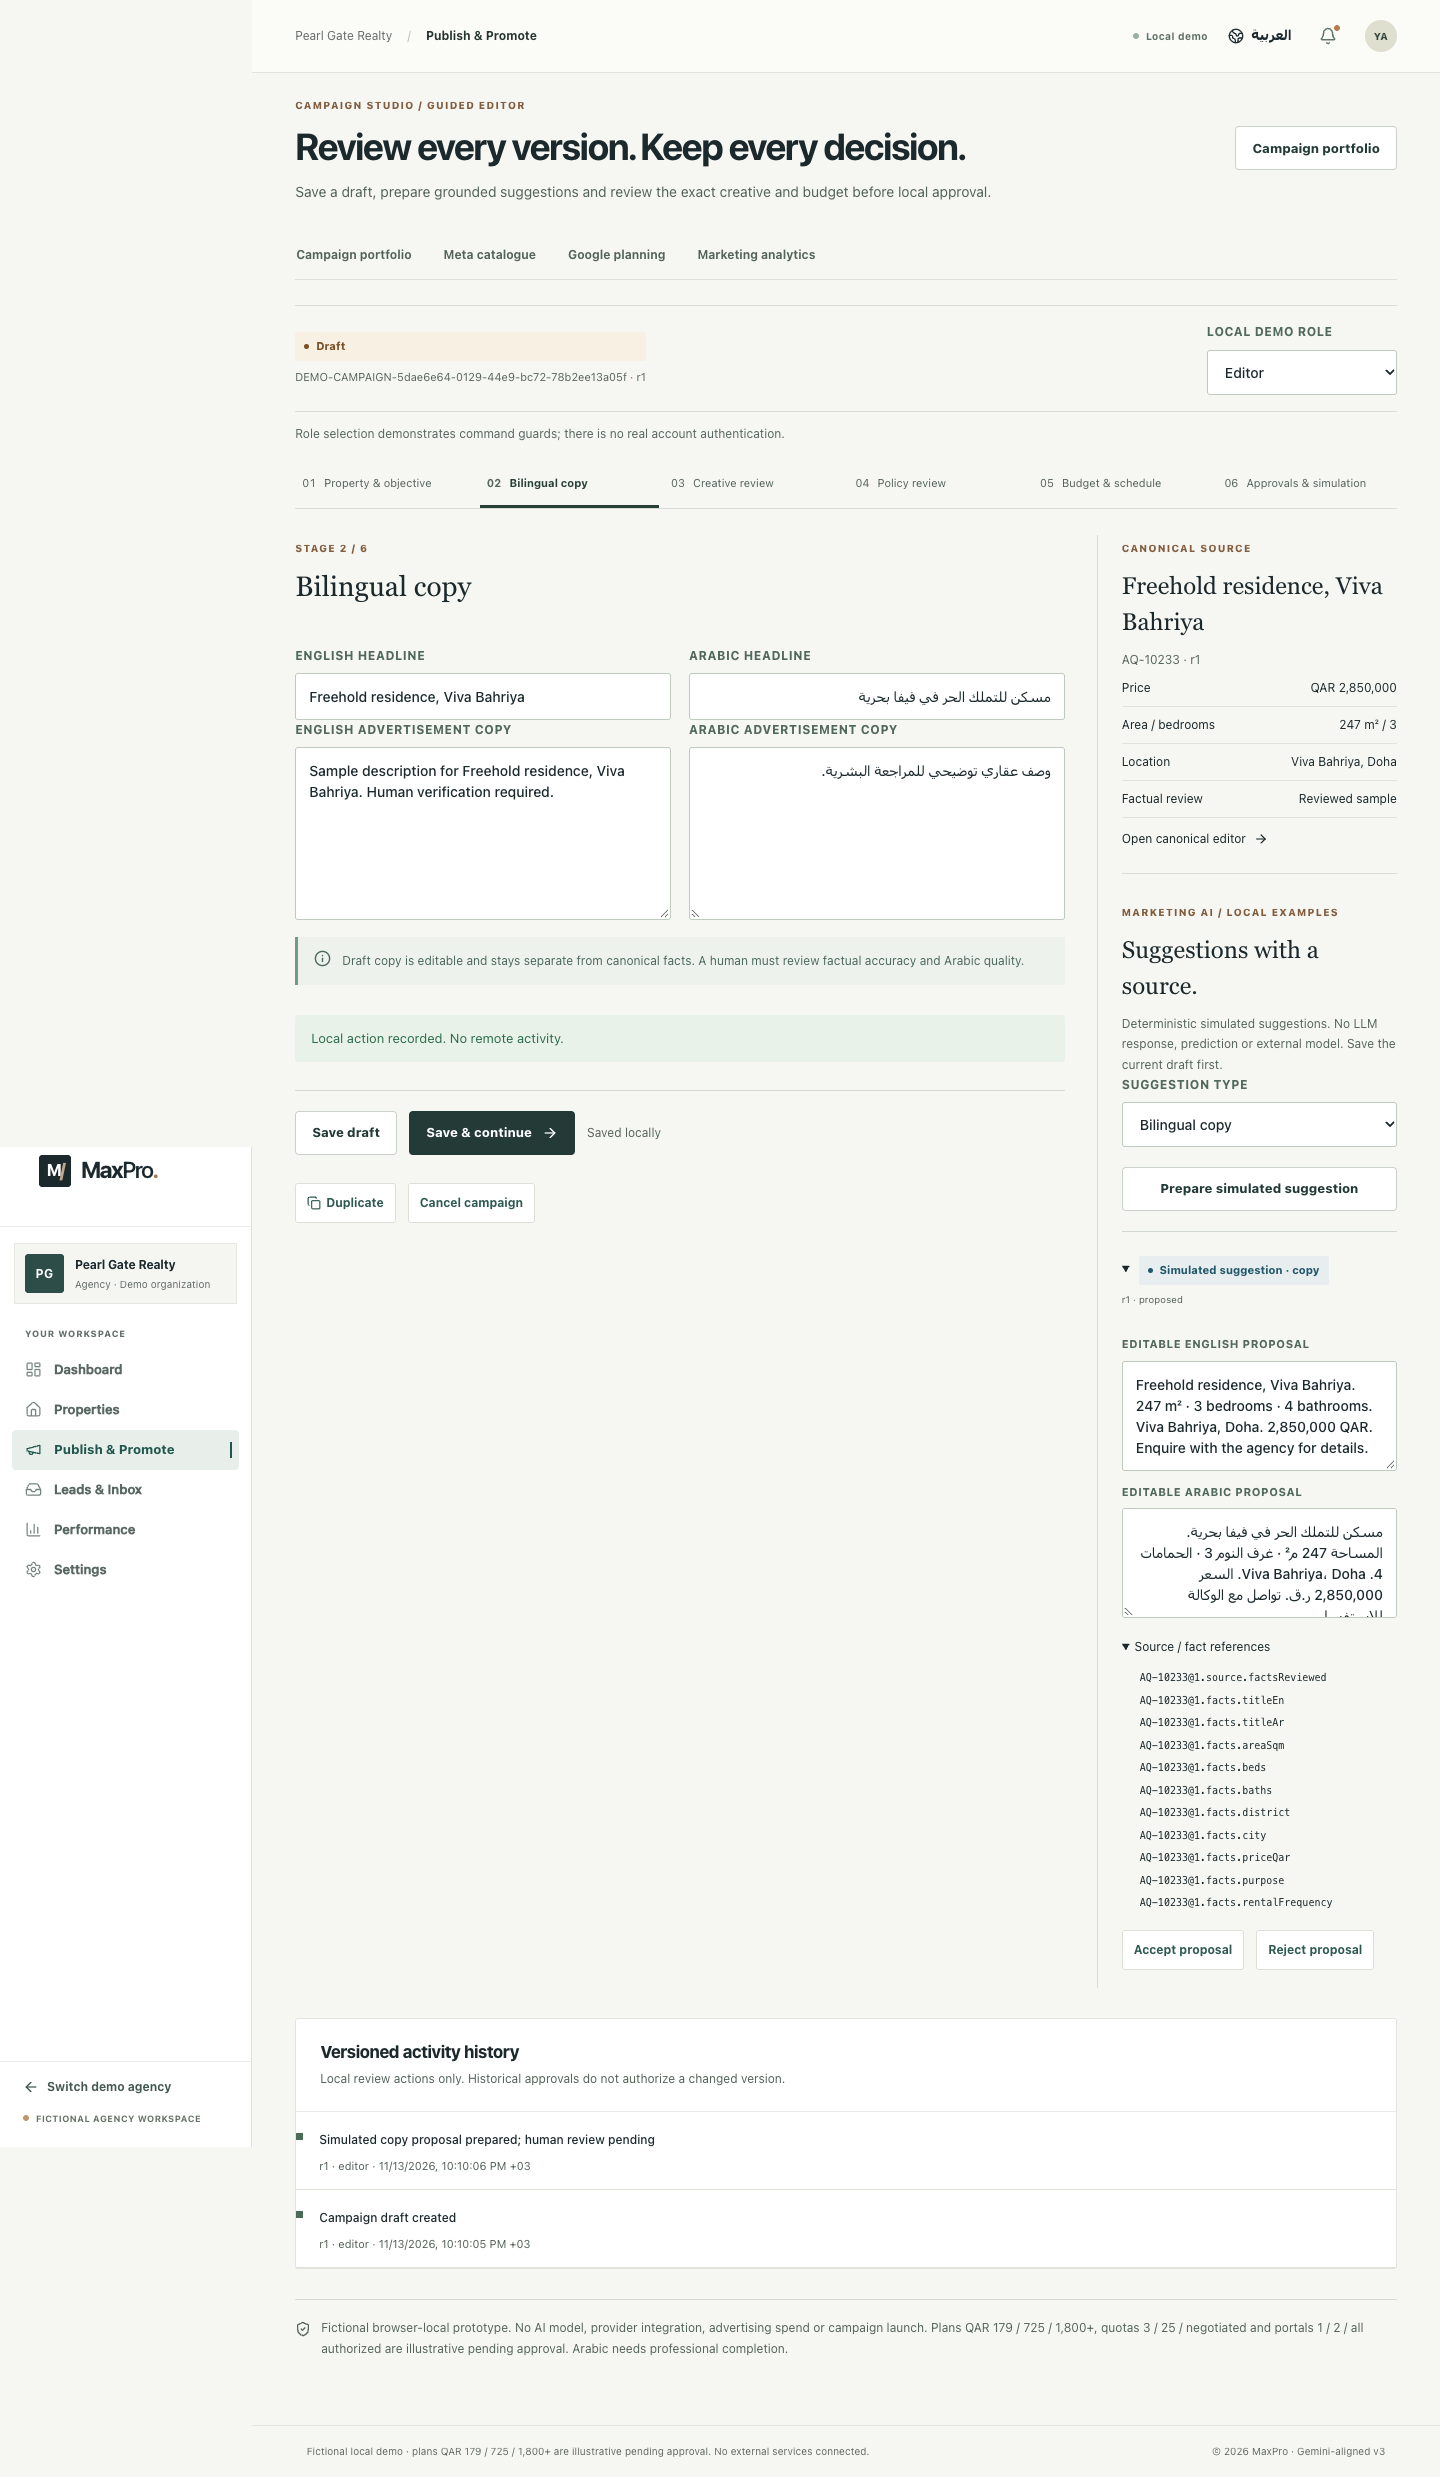 Pearl Gate Realty / Publish & Promote
Local demo
العربية
YA
CAMPAIGN STUDIO / GUIDED EDITOR
Review every version. Keep every decision.
Campaign portfolio
Save a draft, prepare grounded suggestions and review the exact creative and budget before local approval.
Campaign portfolio
Meta catalogue
Google planning
Marketing analytics
Draft
DEMO-CAMPAIGN-5dae6e64-0129-44e9-bc72-78b2ee13a05f · r1
LOCAL DEMO ROLE
Editor
Role selection demonstrates command guards; there is no real account authentication.
01 Property & objective
02 Bilingual copy
03 Creative review
04 Policy review
05 Budget & schedule
06 Approvals & simulation
STAGE 2 / 6
Bilingual copy
ENGLISH HEADLINE
Freehold residence, Viva Bahriya
ARABIC HEADLINE
مسكن للتملك الحر في فيفا بحرية
ENGLISH ADVERTISEMENT COPY
Sample description for Freehold residence, Viva
Bahriya. Human verification required.
ARABIC ADVERTISEMENT COPY
وصف عقاري توضيحي للمراجعة البشرية.
Draft copy is editable and stays separate from canonical facts. A human must review factual accuracy and Arabic quality.
Local action recorded. No remote activity.
Save draft
Save & continue
Saved locally
Duplicate
Cancel campaign
CANONICAL SOURCE
Freehold residence, Viva
Bahriya
AQ-10233 · r1
Price QAR 2,850,000
Area / bedrooms 247 m² / 3
Location Viva Bahriya, Doha
Factual review Reviewed sample
Open canonical editor
MARKETING AI / LOCAL EXAMPLES
Suggestions with a
source.
Deterministic simulated suggestions. No LLM
response, prediction or external model. Save the
current draft first.
SUGGESTION TYPE
Bilingual copy
Prepare simulated suggestion
Simulated suggestion · copy
r1 · proposed
EDITABLE ENGLISH PROPOSAL
Freehold residence, Viva Bahriya.
247 m² · 3 bedrooms · 4 bathrooms.
Viva Bahriya, Doha. 2,850,000 QAR.
Enquire with the agency for details.
EDITABLE ARABIC PROPOSAL
مسكن للتملك الحر في فيفا بحرية.
المساحة 247 م² · غرف النوم 3 · الحمامات
4. Viva Bahriya، Doha. السعر
2,850,000 ر.ق. تواصل مع الوكالة
Source / fact references
AQ-10233@1.source.factsReviewed
AQ-10233@1.facts.titleEn
AQ-10233@1.facts.titleAr
AQ-10233@1.facts.areaSqm
AQ-10233@1.facts.beds
AQ-10233@1.facts.baths
AQ-10233@1.facts.district
AQ-10233@1.facts.city
AQ-10233@1.facts.priceQar
AQ-10233@1.facts.purpose
AQ-10233@1.facts.rentalFrequency
Accept proposal
Reject proposal
M/ MaxPro.
PG
Pearl Gate Realty
Agency · Demo organization
YOUR WORKSPACE
Dashboard
Properties
Publish & Promote
Leads & Inbox
Performance
Settings
Switch demo agency
FICTIONAL AGENCY WORKSPACE
Versioned activity history
Local review actions only. Historical approvals do not authorize a changed version.
Simulated copy proposal prepared; human review pending
r1 · editor · 11/13/2026, 10:10:06 PM +03
Campaign draft created
r1 · editor · 11/13/2026, 10:10:05 PM +03
Fictional browser-local prototype. No AI model, provider integration, advertising spend or campaign launch. Plans QAR 179 / 725 / 1,800+, quotas 3 / 25 / negotiated and portals 1 / 2 / all
authorized are illustrative pending approval. Arabic needs professional completion.
Fictional local demo · plans QAR 179 / 725 / 1,800+ are illustrative pending approval. No external services connected.
© 2026 MaxPro · Gemini-aligned v3